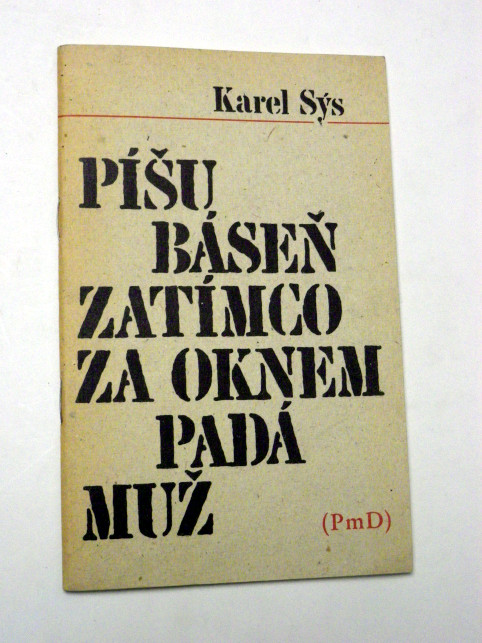 Karel Sýs
PÍŠU
BÁSEŇ
ZATÍMCO
ZA OKNEM
PADÁ
MUŽ
(PmD)